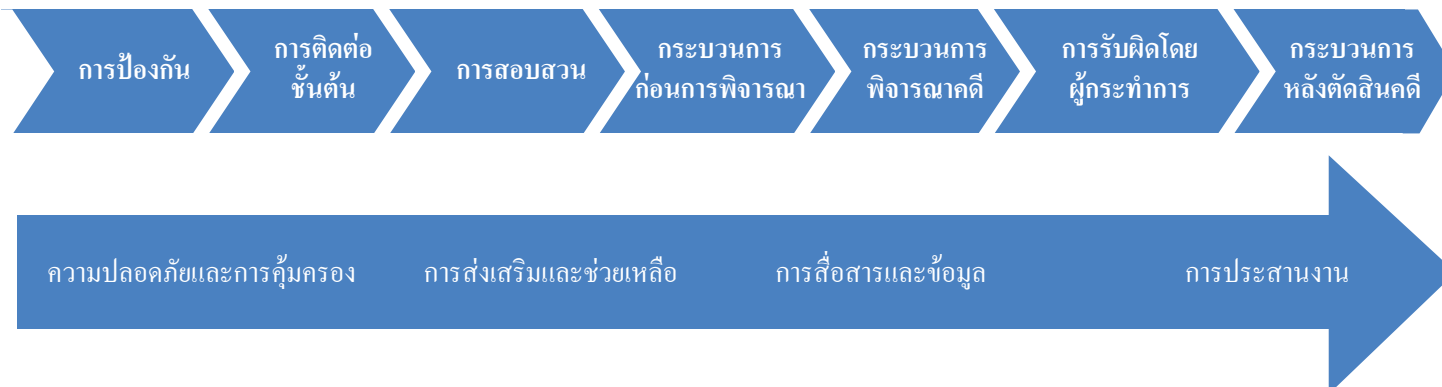 การป้องกัน
การติดต่อ
ชั้นต้น
การสอบสวน
กระบวนการ
ก่อนการพิจารณา
กระบวนการ
พิจารณาคดี
การรับผิดโดย
ผู้กระทำการ
กระบวนการ
หลังตัดสินคดี
ความปลอดภัยและการคุ้มครอง
การส่งเสริมและช่วยเหลือ
การสื่อสารและข้อมูล
การประสานงาน